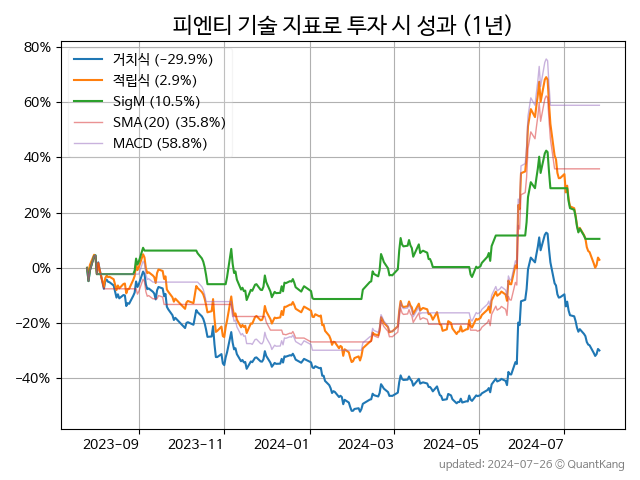 피엔티 기술 지표로 투자 시 성과 (1년)
80%
60%
40%
20%
0%
−20%
−40%
거치식 (-29.9%)
적립식 (2.9%)
SigM (10.5%)
SMA(20) (35.8%)
MACD (58.8%)
2023-09
2023-11
2024-01
2024-03
2024-05
2024-07
updated: 2024-07-26 © QuantKang